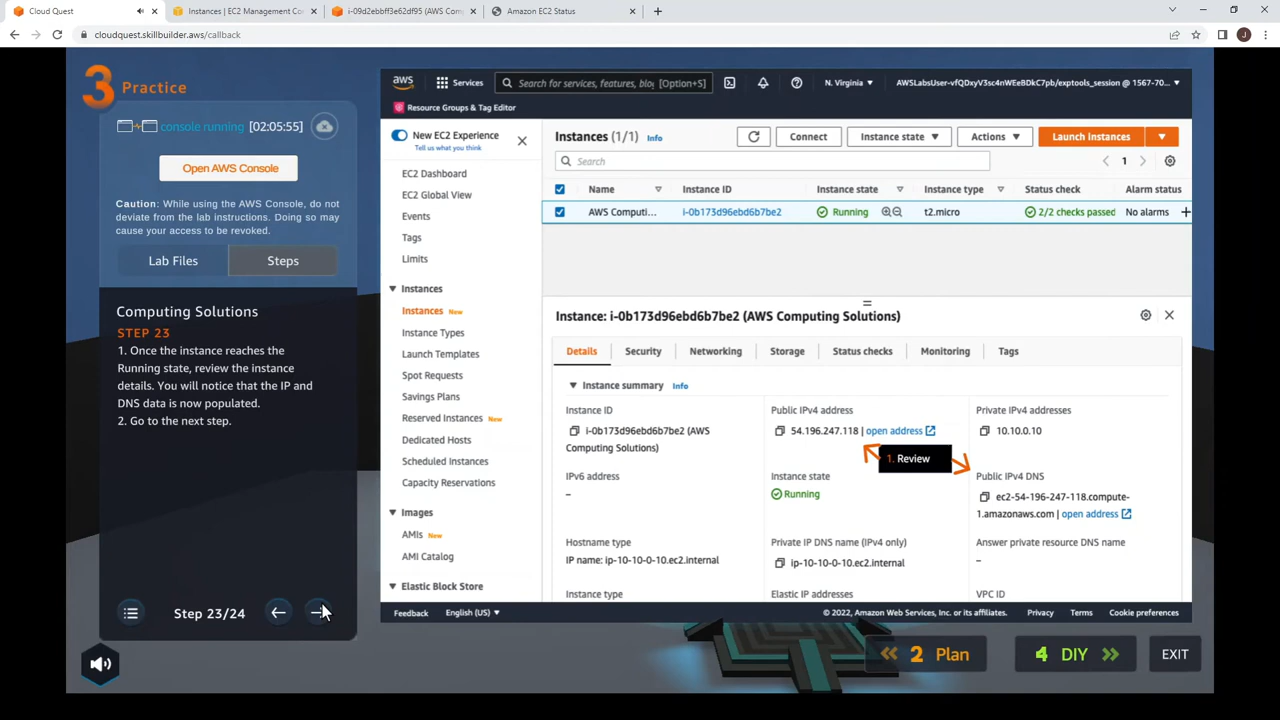 Cloud Quest
Instances | EC2 Management Co
i-09d2ebbff3e62df95 (AWS Com
Amazon EC2 Status
cloudquest.skillbuilder.aws/callback
J
3 Practice
console running [02:05:55]
Open AWS Console
Caution: While using the AWS Console, do not
deviate from the lab instructions. Doing so may
cause your access to be revoked.
Lab Files
Steps
Computing Solutions
STEP 23
1. Once the instance reaches the
Running state, review the instance
details. You will notice that the IP and
DNS data is now populated.
2. Go to the next step.
Step 23/24
aws
Services
Search for services, features, blog [Option+S]
N. Virginia
AWSLabsUser-vfQDxyV3sc4nWEe8DkC7pb/exptools_session @ 1567-70...
Resource Groups & Tag Editor
New EC2 Experience
Tell us what you think
EC2 Dashboard
EC2 Global View
Events
Tags
Limits
Instances
Instances New
Instance Types
Launch Templates
Spot Requests
Savings Plans
Reserved Instances New
Dedicated Hosts
Scheduled Instances
Capacity Reservations
Images
AMIs New
AMI Catalog
Elastic Block Store
Instances (1/1) Info
Connect
Instance state
Actions
Launch instances
Search
1
Name
Instance ID
Instance state
Instance type
Status check
Alarm status
AWS Computi...
i-0b173d96ebd6b7be2
Running
t2.micro
2/2 checks passed
No alarms
Instance: i-0b173d96ebd6b7be2 (AWS Computing Solutions)
Details
Security
Networking
Storage
Status checks
Monitoring
Tags
Instance summary Info
Instance ID
i-0b173d96ebd6b7be2 (AWS
Computing Solutions)
Public IPv4 address
54.196.247.118 | open address
Private IPv4 addresses
10.10.0.10
1. Review
IPv6 address
–
Instance state
Running
Public IPv4 DNS
ec2-54-196-247-118.compute-
1.amazonaws.com | open address
Hostname type
IP name: ip-10-10-0-10.ec2.internal
Private IP DNS name (IPv4 only)
ip-10-10-0-10.ec2.internal
Answer private resource DNS name
–
Instance type
Elastic IP addresses
VPC ID
Feedback
English (US)
© 2022, Amazon Web Services, Inc. or its affiliates.
Privacy
Terms
Cookie preferences
2 Plan
4 DIY
EXIT